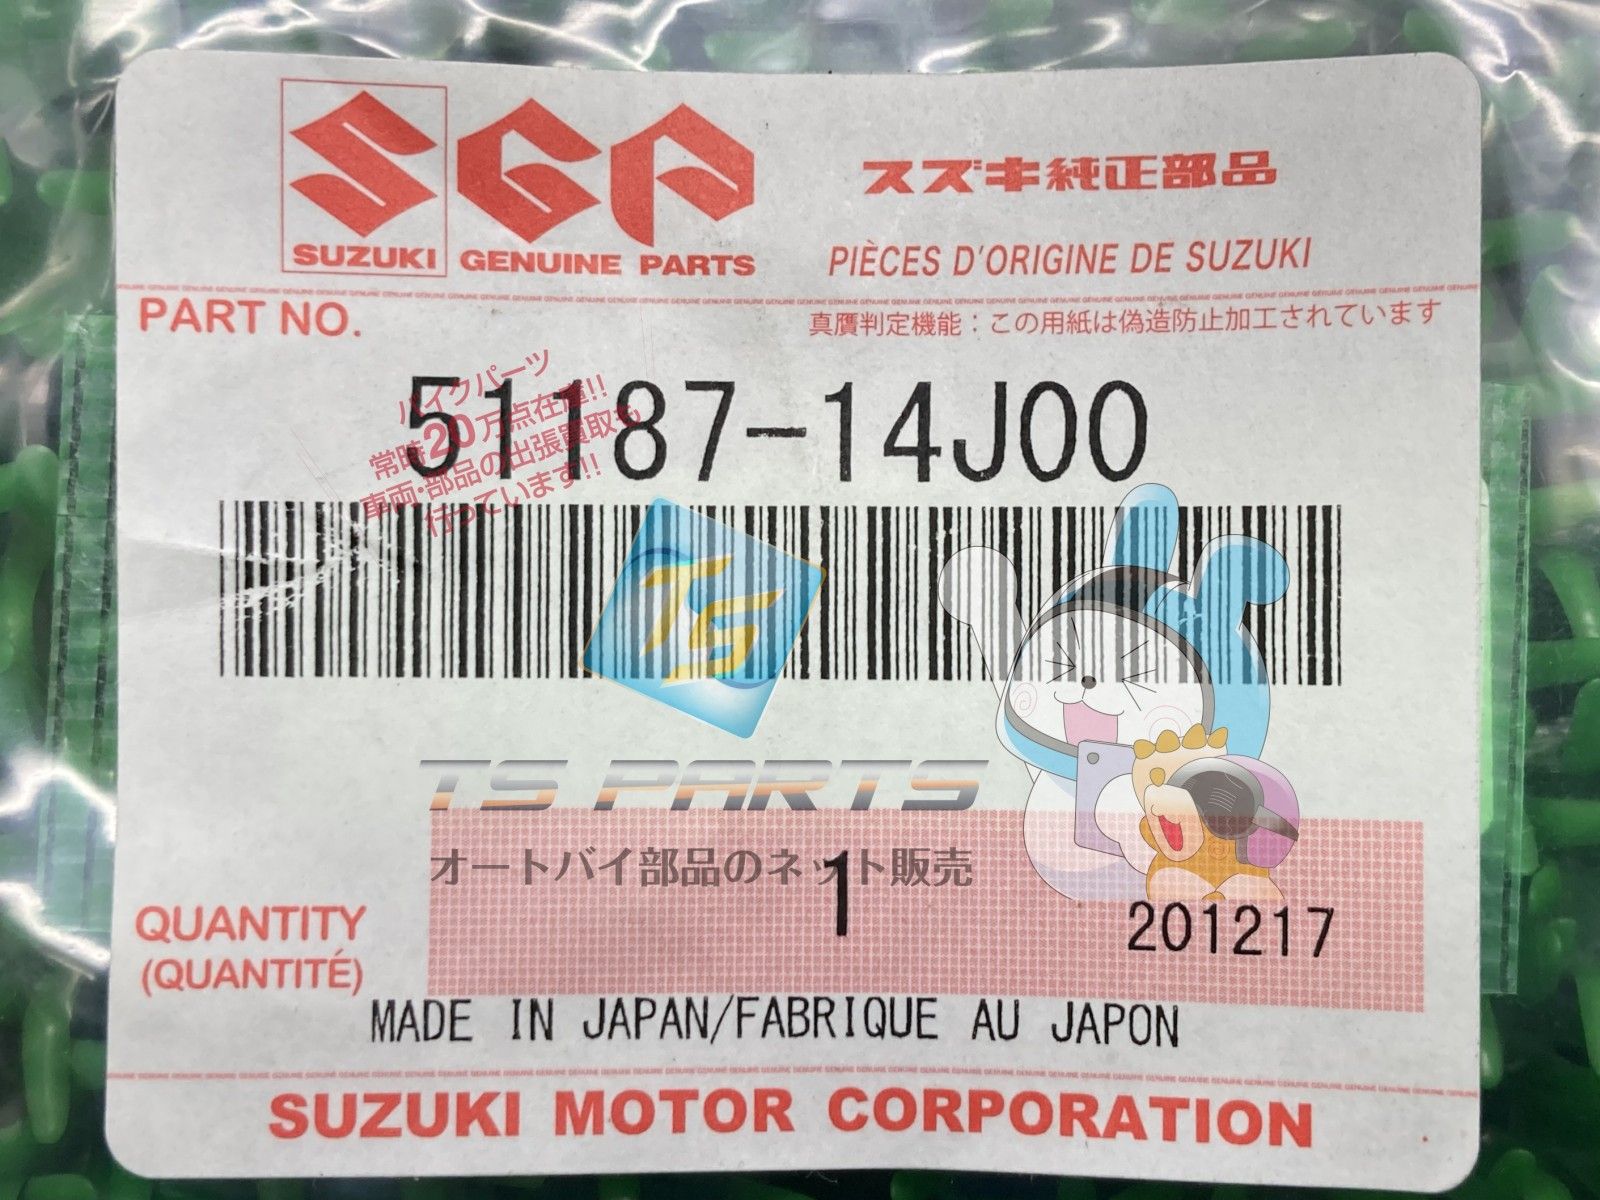 SUZUKI
SGP
GENUINE PARTS
スズキ純正部品
PIÈCES D'ORIGINE DE SUZUKI
PART NO.
真贋判定機能：この用紙は偽造防止加工されています
51187-14J00
バイクパーツ
常時20万点在庫!!
車両・部品の出張買取も
行っています!!
TS
TS PARTS
オートバイ部品のネット販売
QUANTITY
(QUANTITÉ)
1
201217
MADE IN JAPAN/FABRIQUE AU JAPON
SUZUKI MOTOR CORPORATION